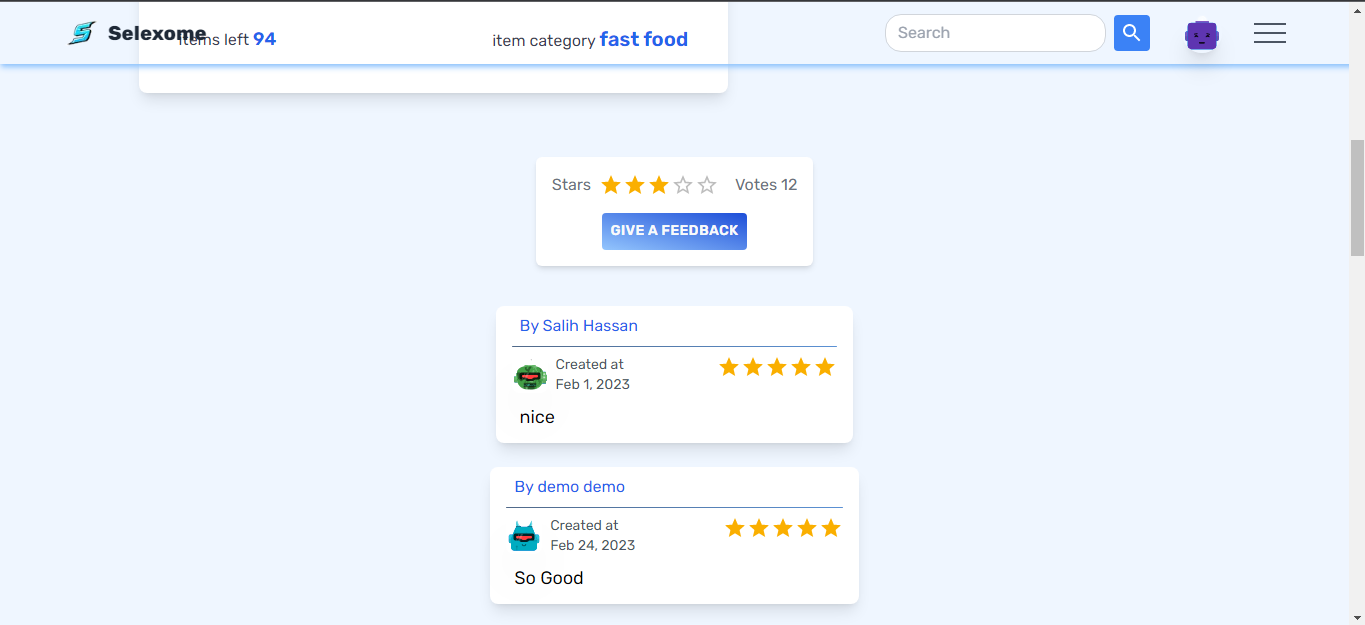 Selexome
Items left 94
item category fast food
Search
Stars
Votes 12
GIVE A FEEDBACK
By Salih Hassan
Created at
Feb 1, 2023
nice
By demo demo
Created at
Feb 24, 2023
So Good